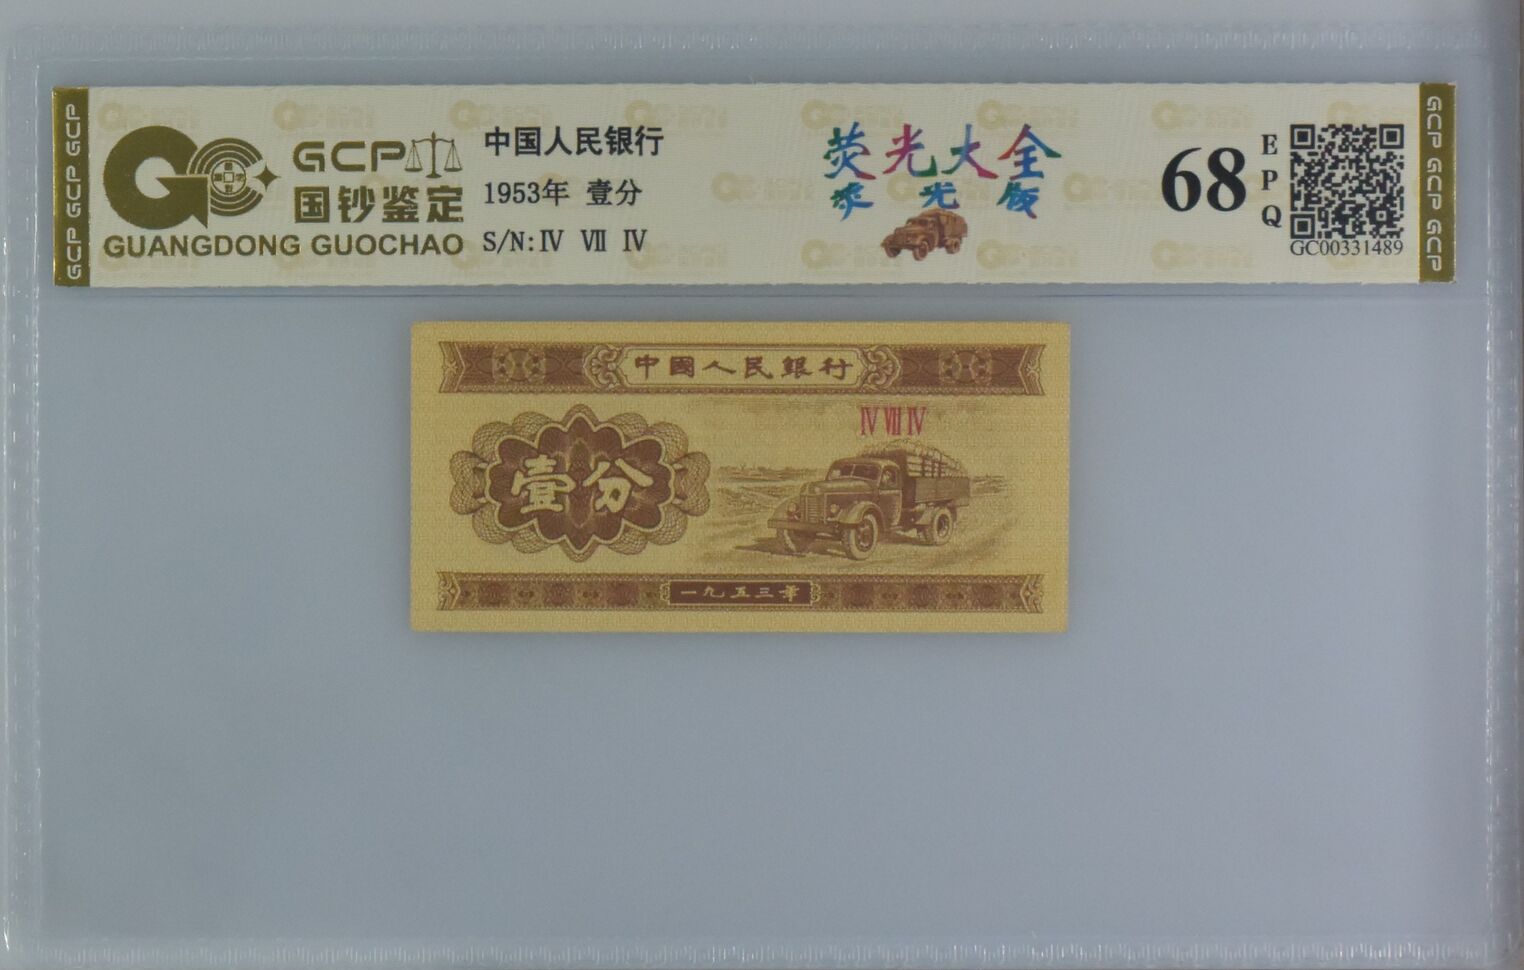 GCP GCP GCP
GCP
国钞鉴定
GUANGDONG GUOCHAO
中国人民银行
1953年 壹分
S/N:Ⅳ Ⅶ Ⅳ
荧光大全
荧光版
68
EPQ
GC00331489
GCP GCP GCP
中國人民銀行
Ⅳ Ⅶ Ⅳ
壹分
一九五三年